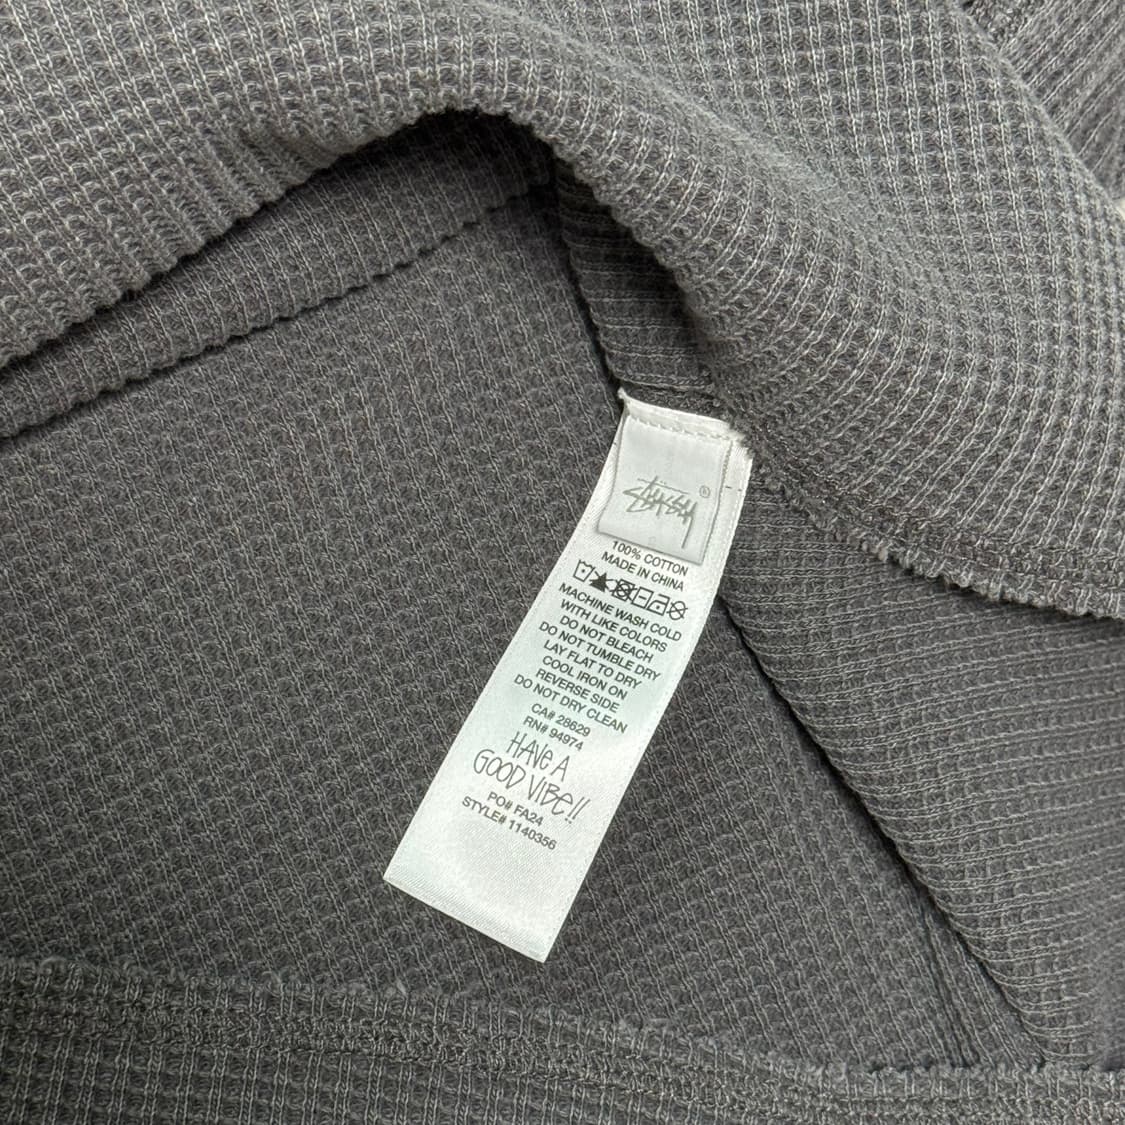 Stüssy ®
100% COTTON
MADE IN CHINA
MACHINE WASH COLD
WITH LIKE COLORS
DO NOT BLEACH
DO NOT TUMBLE DRY
LAY FLAT TO DRY
COOL IRON ON
REVERSE SIDE
DO NOT DRY CLEAN
CA# 28629
RN# 94974
HAVE A
GOOD VIBE!!
PO# FA24
STYLE# 1140356